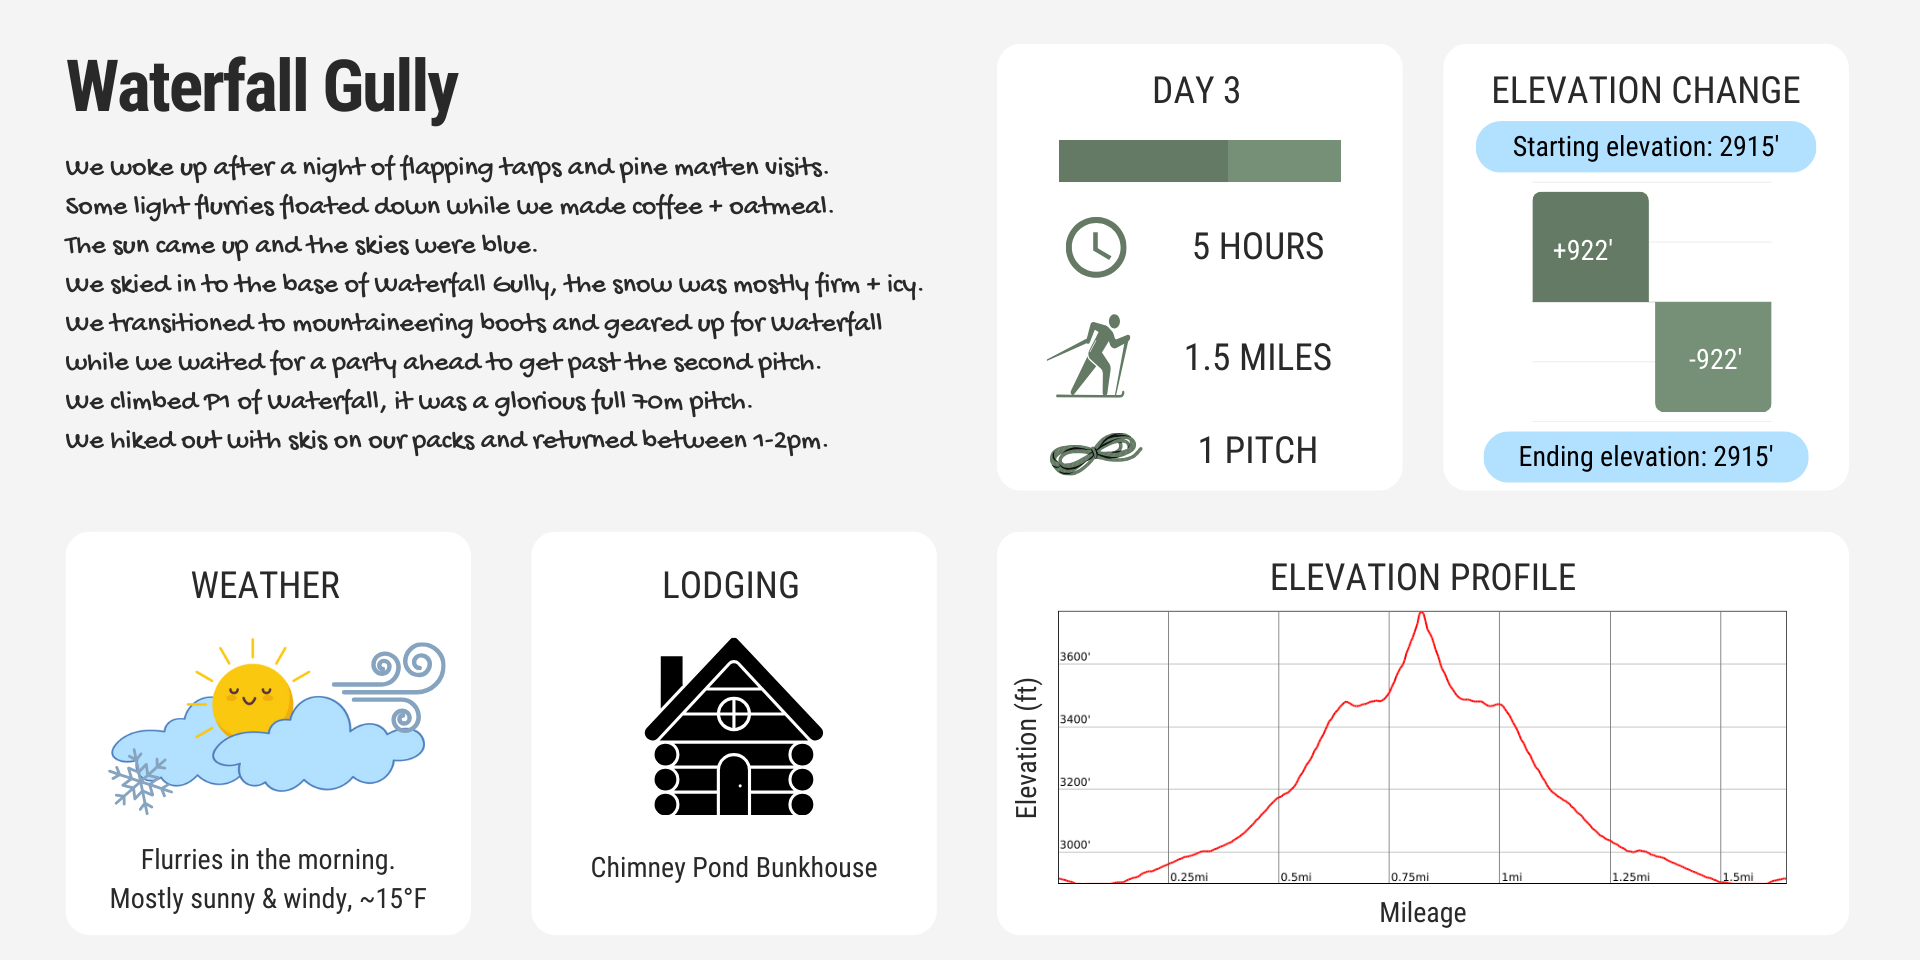 Waterfall Gully
We woke up after a night of flapping tarps and pine marten visits.
Some light flurries floated down while we made coffee + oatmeal.
The sun came up and the skies were blue.
We skied in to the base of Waterfall Gully, the snow was mostly firm + icy.
We transitioned to mountaineering boots and geared up for Waterfall
while we waited for a party ahead to get past the second pitch.
We climbed P1 of Waterfall, it was a glorious full 70m pitch.
We hiked out with skis on our packs and returned between 1-2pm.
DAY 3
5 HOURS
1.5 MILES
1 PITCH
ELEVATION CHANGE
Starting elevation: 2915'
+922'
-922'
Ending elevation: 2915'
WEATHER
Flurries in the morning.
Mostly sunny & windy, ~15°F
LODGING
Chimney Pond Bunkhouse
ELEVATION PROFILE
Elevation (ft)
3600'
3400'
3200'
3000'
0.25mi
0.5mi
0.75mi
1mi
1.25mi
1.5mi
Mileage